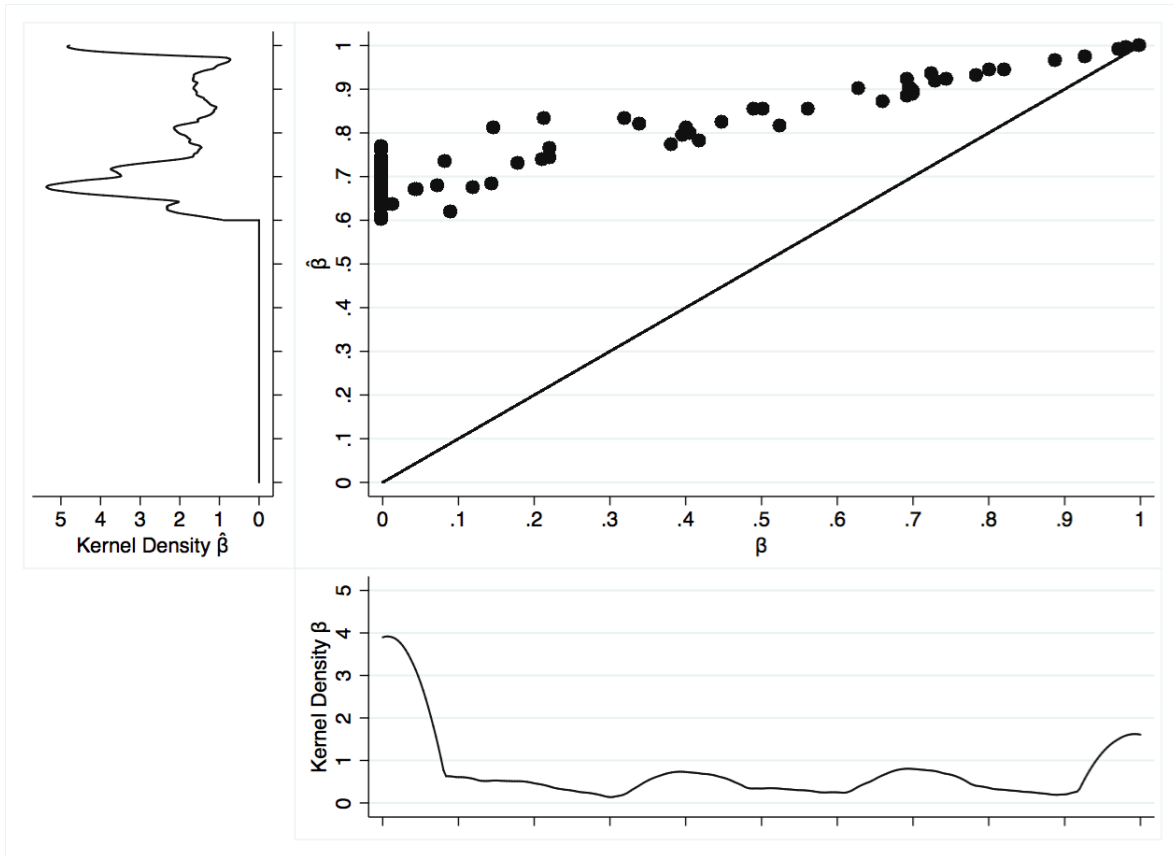 1
.9
.8
.7
.6
.5
.4
.3
.2
.1
0
β̂
5 4 3 2 1 0
Kernel Density β̂
0 .1 .2 .3 .4 .5 .6 .7 .8 .9 1
β
5
4
3
2
1
0
Kernel Density β